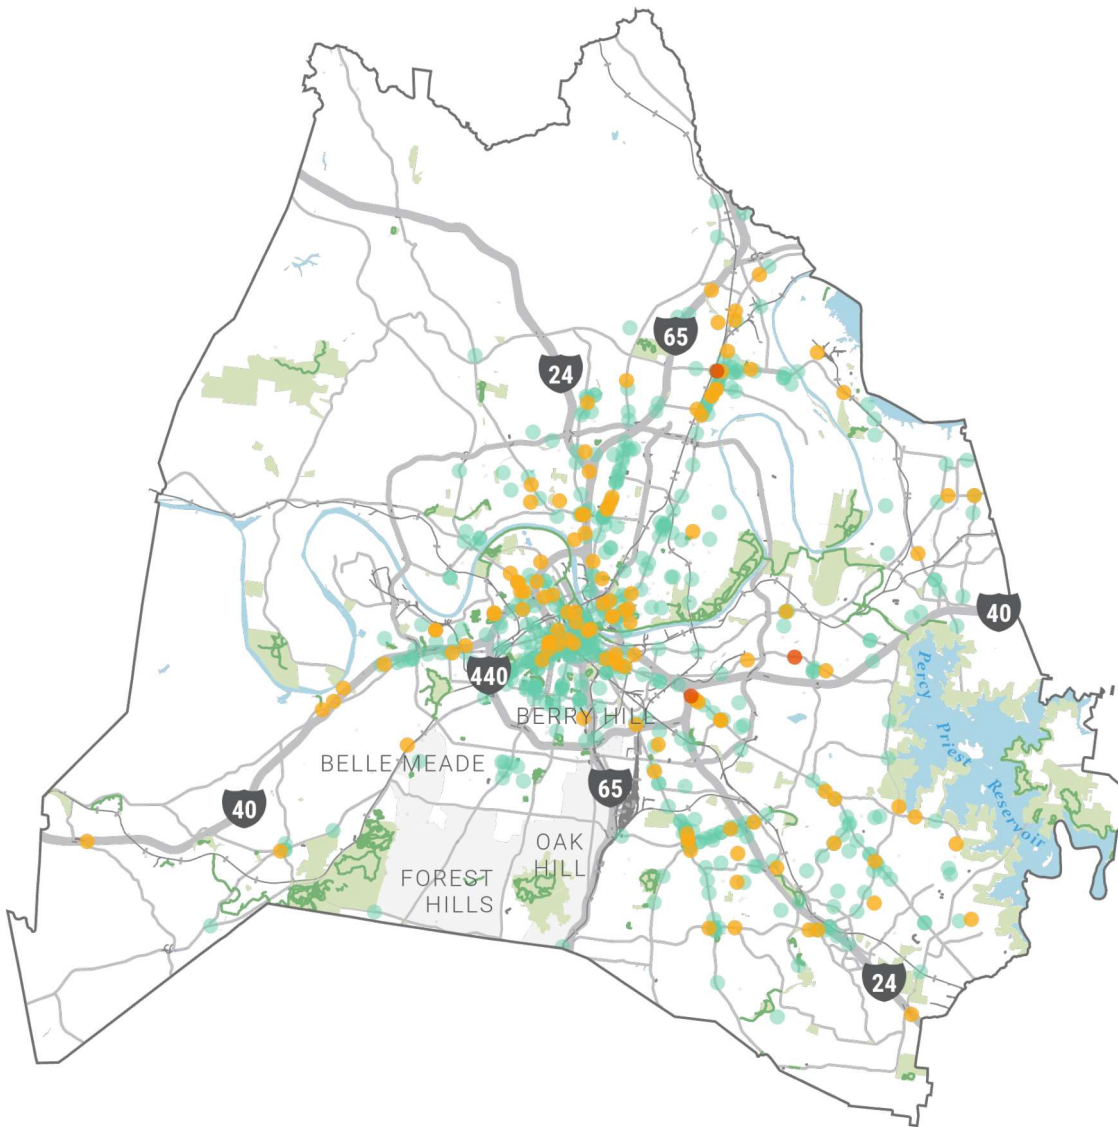 65
24
40
Percy
Priest
Reservoir
440
BERRY HILL
BELLE MEADE
65
40
OAK
HILL
FOREST
HILLS
24